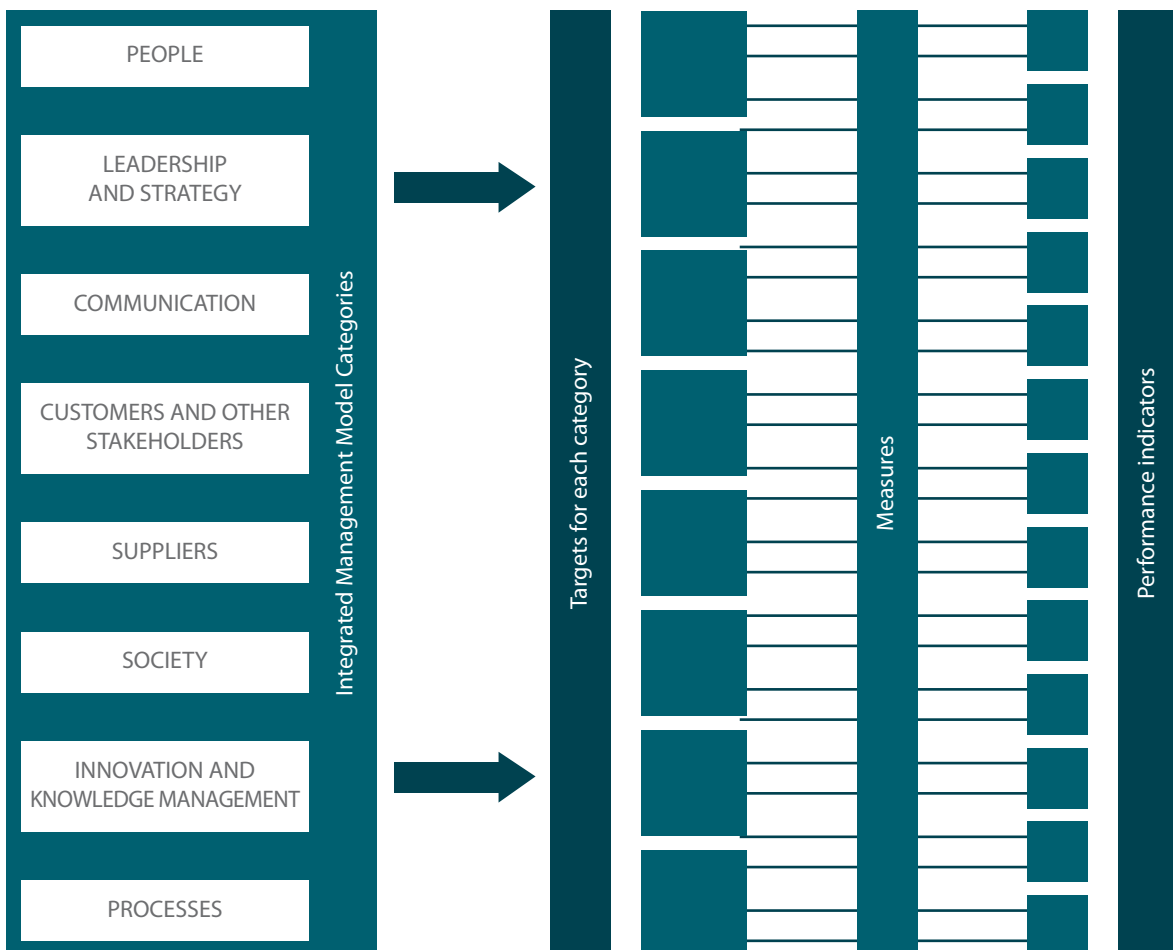 PEOPLE
LEADERSHIP
AND STRATEGY
COMMUNICATION
CUSTOMERS AND OTHER
STAKEHOLDERS
SUPPLIERS
SOCIETY
INNOVATION AND
KNOWLEDGE MANAGEMENT
PROCESSES
Integrated Management Model Categories
Targets for each category
Measures
Performance indicators